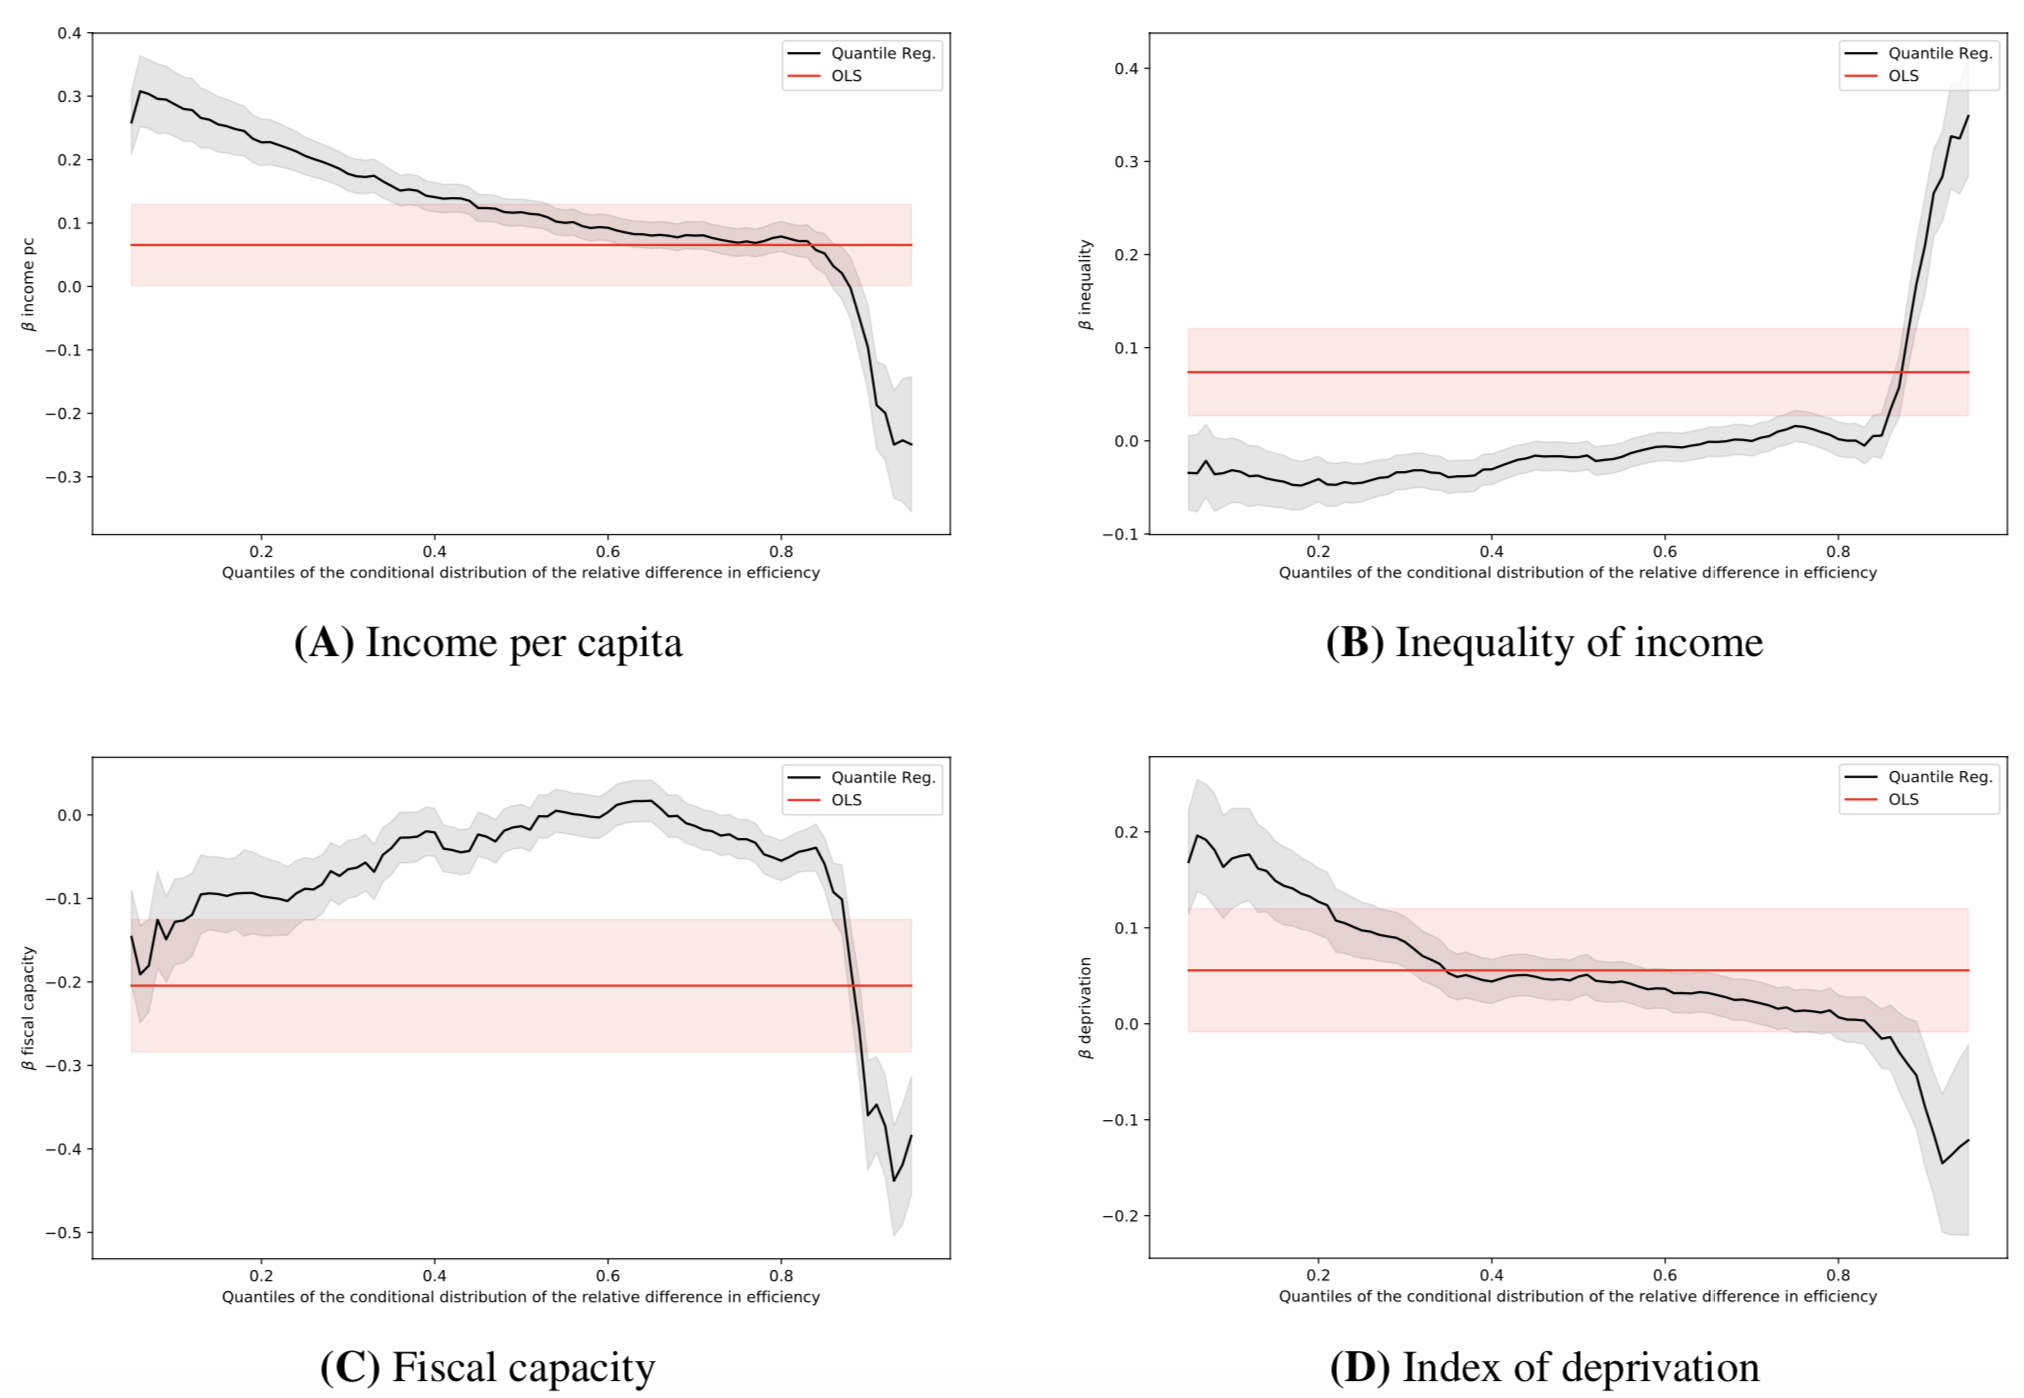 0.4
0.3
0.2
0.1
0.0
−0.1
−0.2
−0.3
β income pc
Quantile Reg.
OLS
0.2 0.4 0.6 0.8
Quantiles of the conditional distribution of the relative difference in efficiency
(A) Income per capita
0.4
0.3
0.2
0.1
0.0
−0.1
β inequality
Quantile Reg.
OLS
0.2 0.4 0.6 0.8
Quantiles of the conditional distribution of the relative difference in efficiency
(B) Inequality of income
0.0
−0.1
−0.2
−0.3
−0.4
−0.5
β fiscal capacity
Quantile Reg.
OLS
0.2 0.4 0.6 0.8
Quantiles of the conditional distribution of the relative difference in efficiency
(C) Fiscal capacity
0.2
0.1
0.0
−0.1
−0.2
β deprivation
Quantile Reg.
OLS
0.2 0.4 0.6 0.8
Quantiles of the conditional distribution of the relative difference in efficiency
(D) Index of deprivation